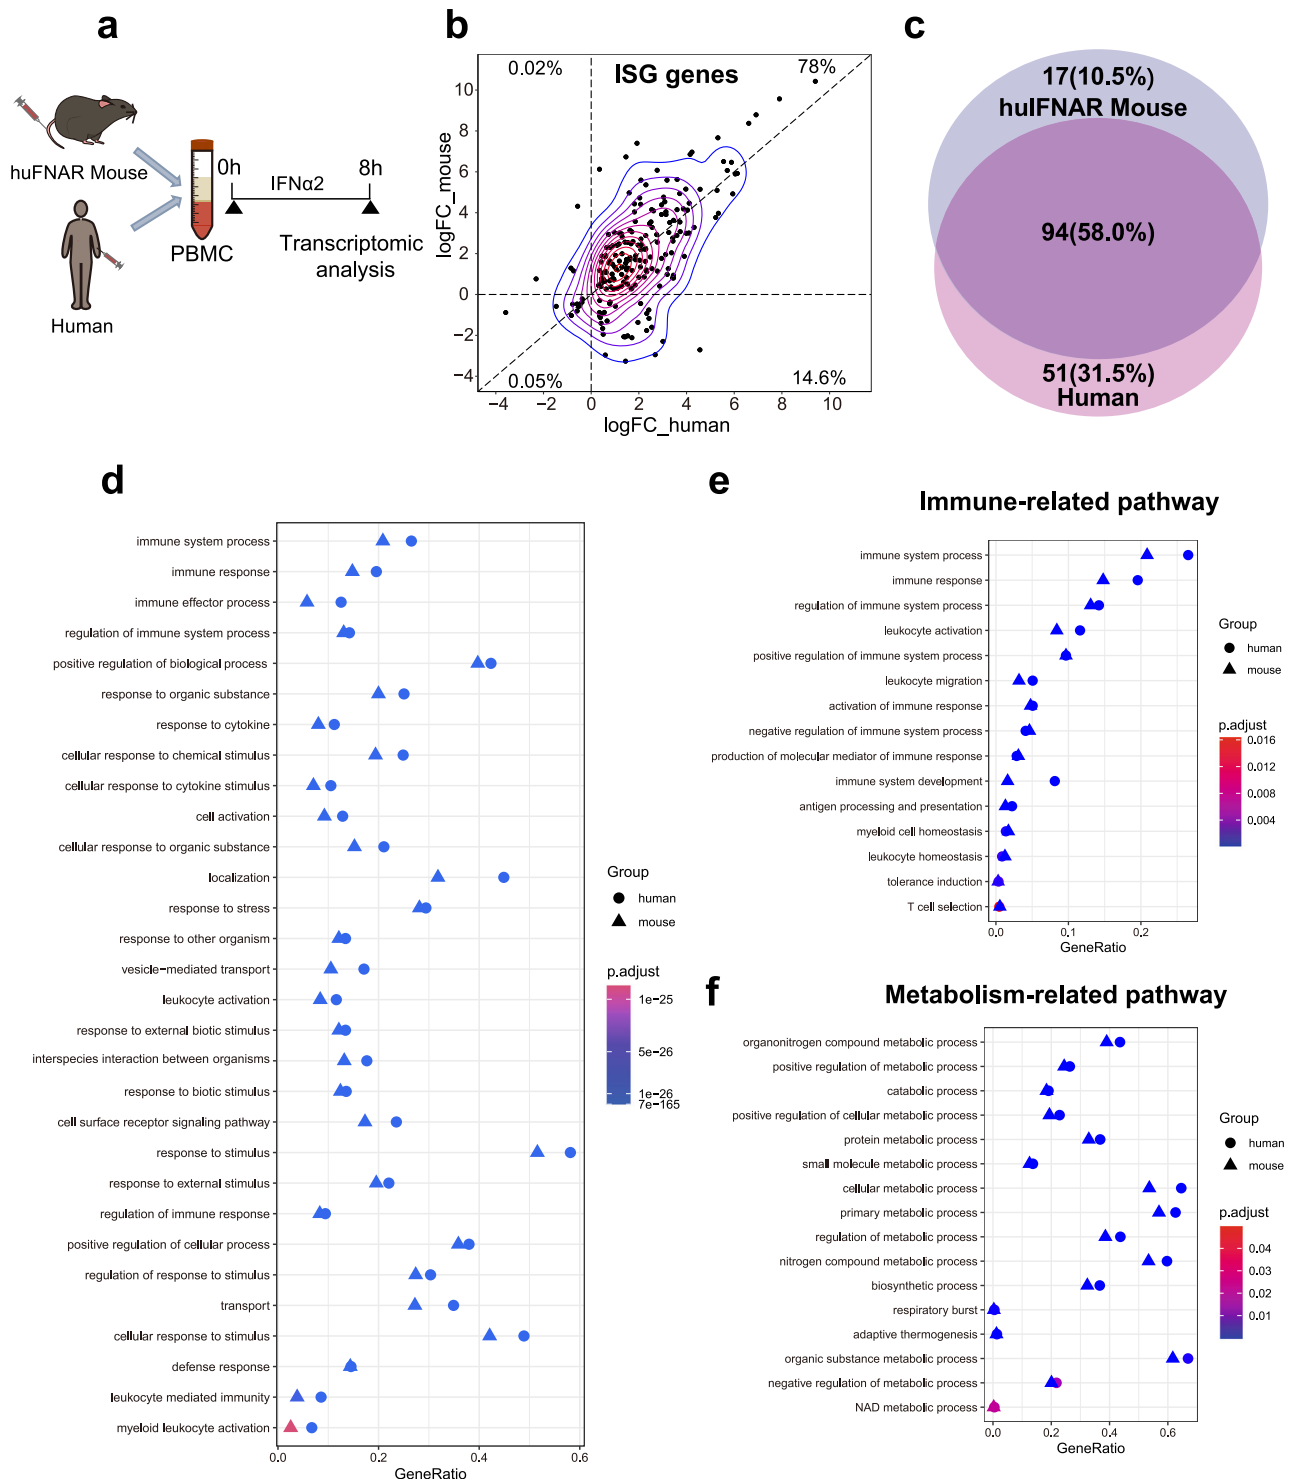 a
huFNAR Mouse
Human
PBMC
0h
IFNα2
8h
Transcriptomic
analysis
b
ISG genes
0.02%
78%
0.05%
14.6%
logFC_mouse
10
8
6
4
2
0
−2
−4
−4
−2
0
2
4
6
8
10
logFC_human
c
17(10.5%)
huIFNAR Mouse
94(58.0%)
51(31.5%)
Human
d
immune system process
immune response
immune effector process
regulation of immune system process
positive regulation of biological process
response to organic substance
response to cytokine
cellular response to chemical stimulus
cellular response to cytokine stimulus
cell activation
cellular response to organic substance
localization
response to stress
response to other organism
vesicle−mediated transport
leukocyte activation
response to external biotic stimulus
interspecies interaction between organisms
response to biotic stimulus
cell surface receptor signaling pathway
response to stimulus
response to external stimulus
regulation of immune response
positive regulation of cellular process
regulation of response to stimulus
transport
cellular response to stimulus
defense response
leukocyte mediated immunity
myeloid leukocyte activation
0.0
0.2
0.4
0.6
GeneRatio
Group
human
mouse
p.adjust
1e−25
5e−26
1e−26
7e−165
e
Immune-related pathway
immune system process
immune response
regulation of immune system process
leukocyte activation
positive regulation of immune system process
leukocyte migration
activation of immune response
negative regulation of immune system process
production of molecular mediator of immune response
immune system development
antigen processing and presentation
myeloid cell homeostasis
leukocyte homeostasis
tolerance induction
T cell selection
0.0
0.1
0.2
GeneRatio
Group
human
mouse
p.adjust
0.016
0.012
0.008
0.004
f
Metabolism-related pathway
organonitrogen compound metabolic process
positive regulation of metabolic process
catabolic process
positive regulation of cellular metabolic process
protein metabolic process
small molecule metabolic process
cellular metabolic process
primary metabolic process
regulation of metabolic process
nitrogen compound metabolic process
biosynthetic process
respiratory burst
adaptive thermogenesis
organic substance metabolic process
negative regulation of metabolic process
NAD metabolic process
0.0
0.2
0.4
0.6
GeneRatio
Group
human
mouse
p.adjust
0.04
0.03
0.02
0.01